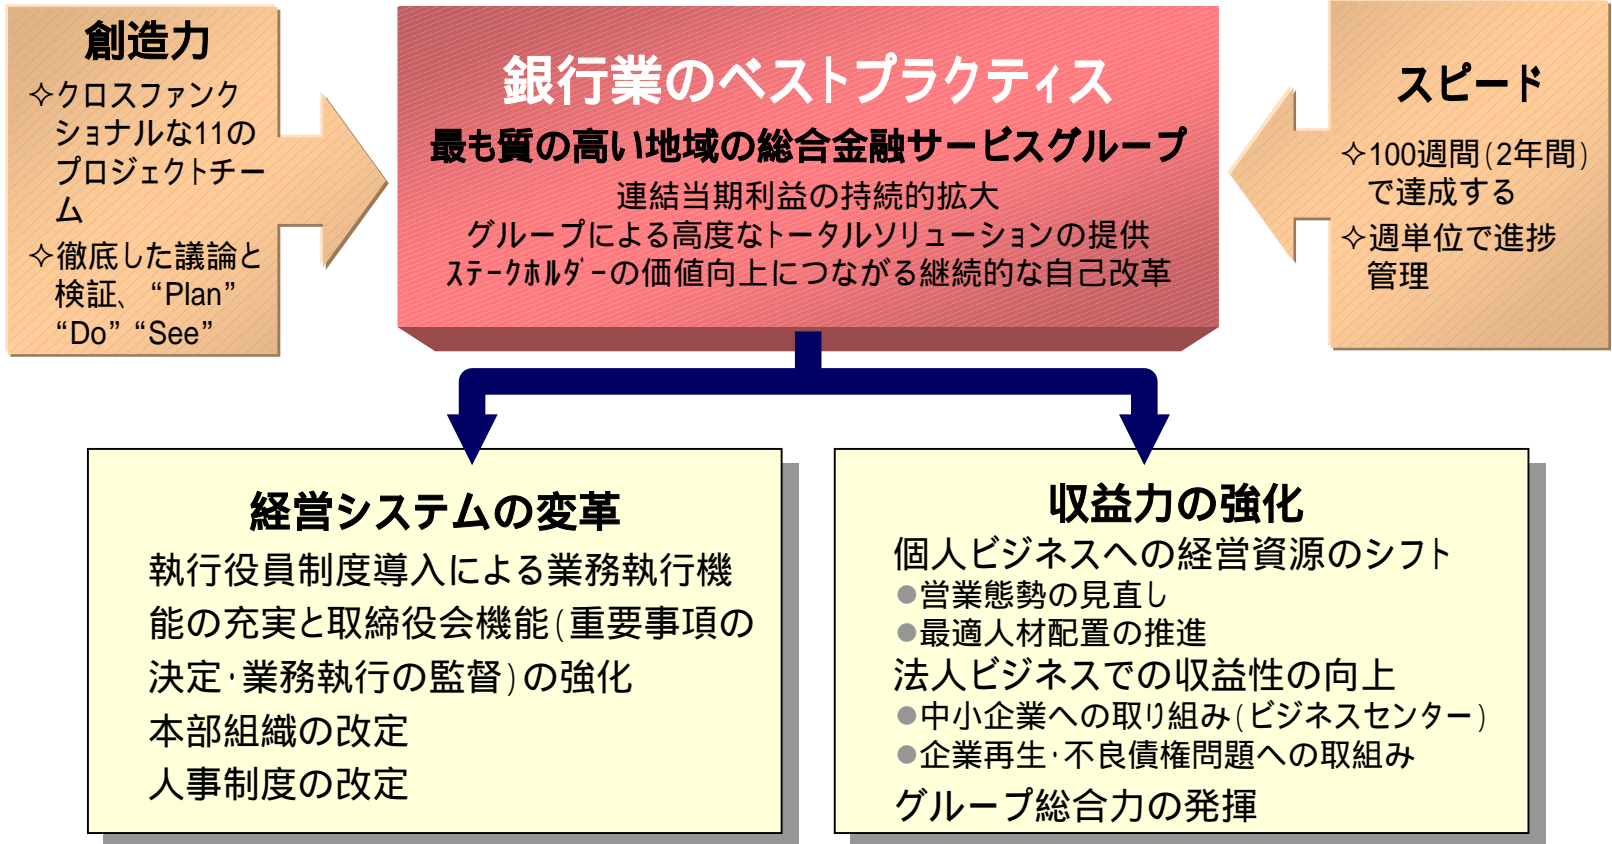 創造力
✧クロスファンク
ショナルな11の
プロジェクトチー
ム
✧徹底した議論と
検証、“Plan”
“Do” “See”
銀行業のベストプラクティス
最も質の高い地域の総合金融サービスグループ
連結当期利益の持続的拡大
グループによる高度なトータルソリューションの提供
ｽﾃｰｸﾎﾙﾀﾞｰの価値向上につながる継続的な自己改革
スピード
✧100週間(2年間)
で達成する
✧週単位で進捗
管理
経営システムの変革
執行役員制度導入による業務執行機
能の充実と取締役会機能(重要事項の
決定･業務執行の監督)の強化
本部組織の改定
人事制度の改定
収益力の強化
個人ビジネスへの経営資源のシフト
●営業態勢の見直し
●最適人材配置の推進
法人ビジネスでの収益性の向上
●中小企業への取り組み(ビジネスセンター)
●企業再生･不良債権問題への取組み
グループ総合力の発揮